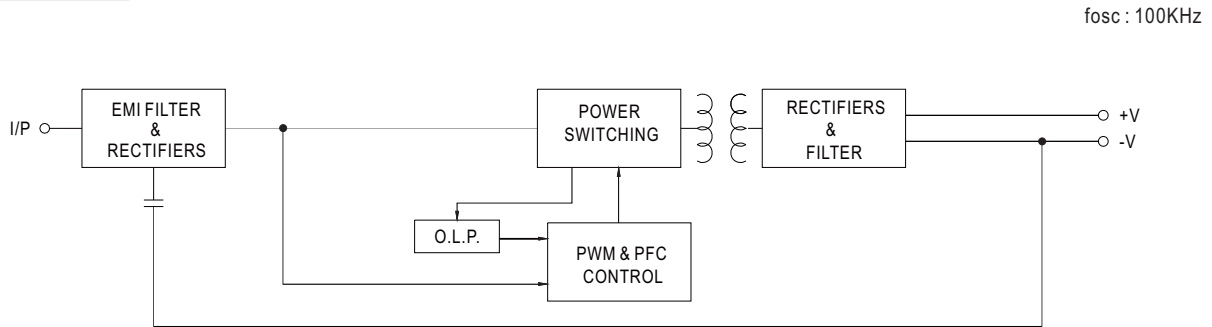 fosc : 100KHz
I/P
EMI FILTER
&
RECTIFIERS
POWER
SWITCHING
RECTIFIERS
&
FILTER
+V
-V
O.L.P.
PWM & PFC
CONTROL